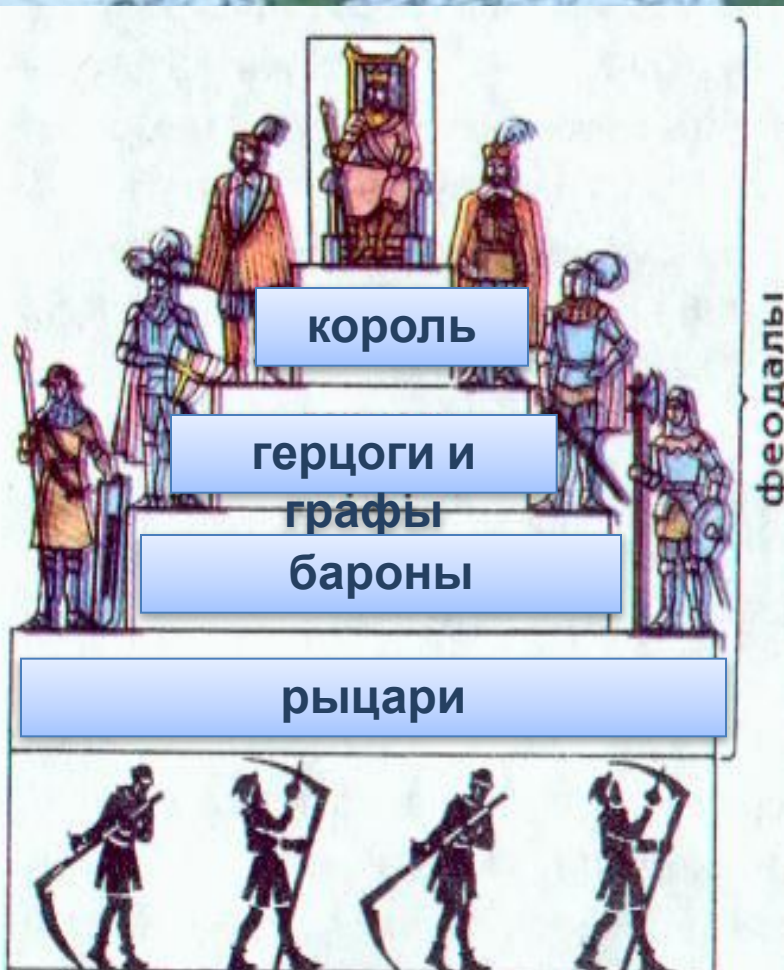 король
герцоги и
графы
бароны
рыцари
феодалы